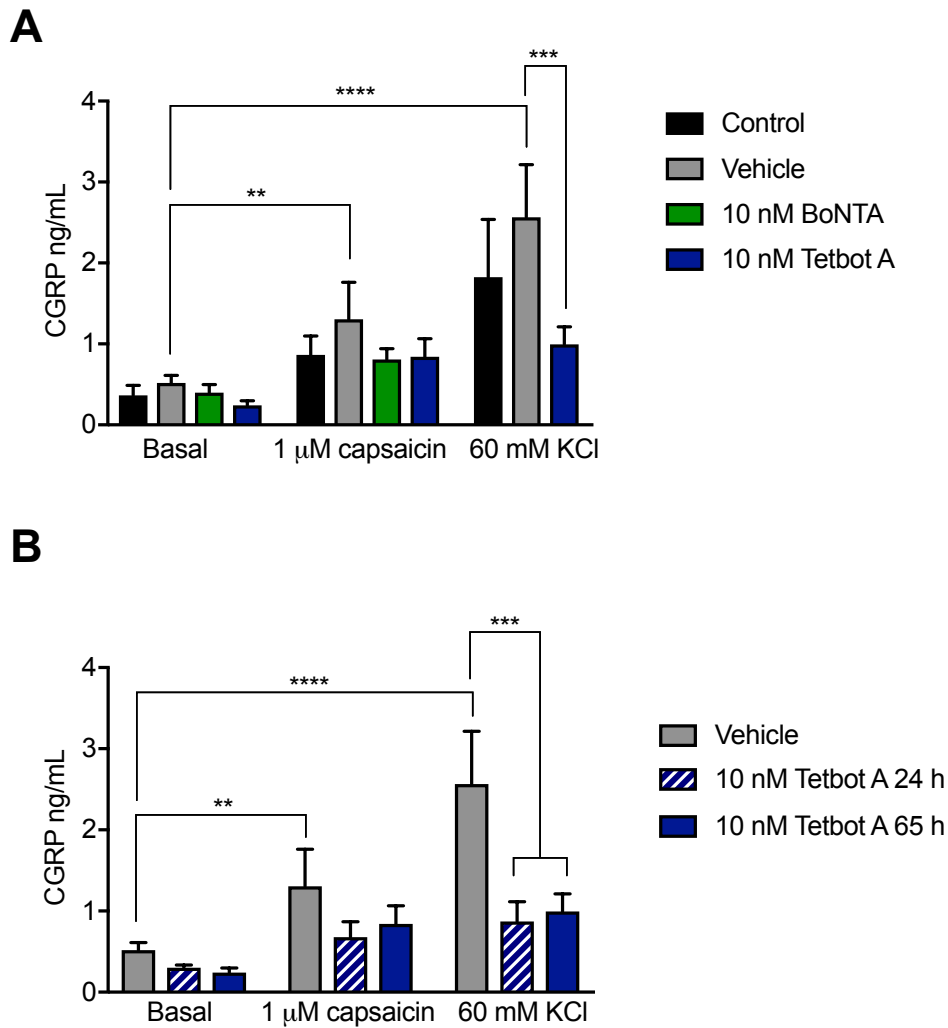 A
***
4
****
Control
3
Vehicle
**
10 nM BoNTA
CGRP ng/mL
2
10 nM Tetbot A
1
0
Basal
1 μM capsaicin
60 mM KCl
B
***
4
****
Vehicle
3
10 nM Tetbot A 24 h
**
CGRP ng/mL
2
10 nM Tetbot A 65 h
1
0
Basal
1 μM capsaicin
60 mM KCl